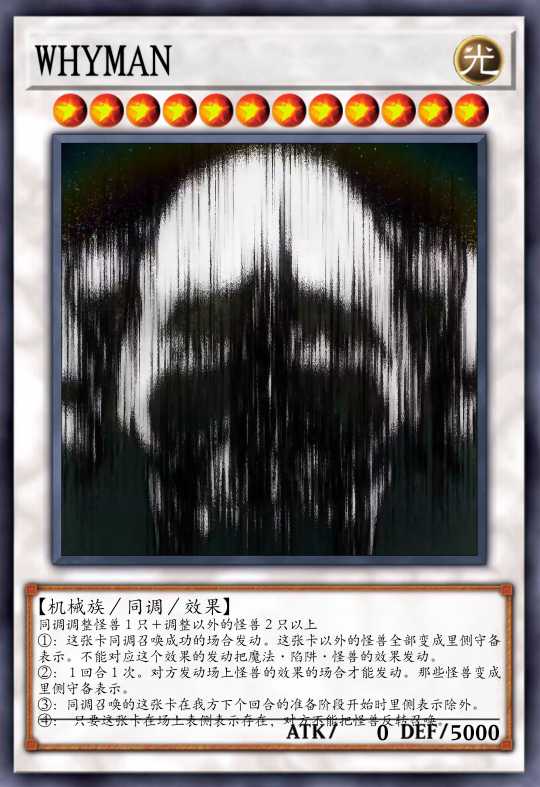 WHYMAN
光
【机械族／同调／效果】
同调调整怪兽１只＋调整以外的怪兽２只以上
①：这张卡同调召唤成功的场合发动。这张卡以外的怪兽全部变成里侧守备
表示。不能对应这个效果的发动把魔法·陷阱·怪兽的效果发动。
②：１回合１次。对方发动场上怪兽的效果的场合才能发动。那些怪兽变成
里侧守备表示。
③：同调召唤的这张卡在我方下个回合的准备阶段开始时里侧表示除外。
④： 只要这张卡在场上表侧表示存在，对方不能把怪兽反转召唤。
ATK/ 0 DEF/5000